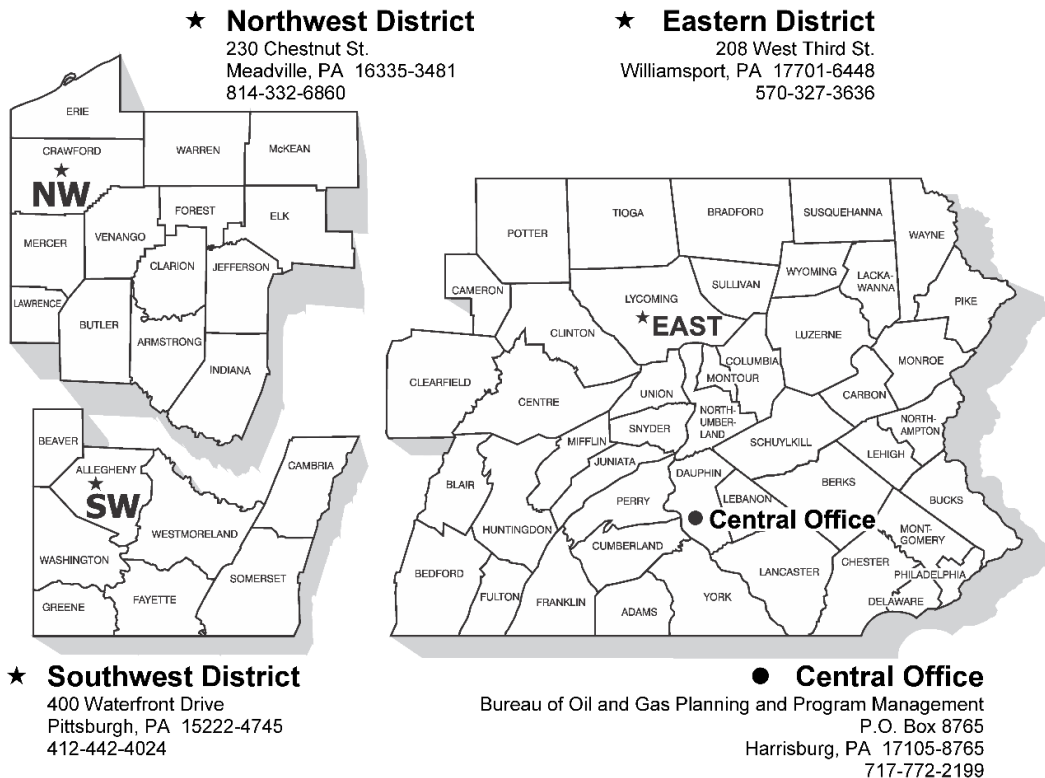 ★ Northwest District
230 Chestnut St.
Meadville, PA 16335-3481
814-332-6860
★ Eastern District
208 West Third St.
Williamsport, PA 17701-6448
570-327-3636
ERIE
CRAWFORD
★
NW
WARREN
McKEAN
FOREST
ELK
MERCER
VENANGO
CLARION
JEFFERSON
LAWRENCE
BUTLER
ARMSTRONG
INDIANA
BEAVER
ALLEGHENY
★
SW
CAMBRIA
WESTMORELAND
WASHINGTON
SOMERSET
GREENE
FAYETTE
POTTER
TIOGA
BRADFORD
SUSQUEHANNA
WAYNE
CAMERON
LYCOMING
★ EAST
SULLIVAN
WYOMING
LACKA-
WANNA
PIKE
CLINTON
LUZERNE
COLUMBIA
MONTOUR
MONROE
CLEARFIELD
CENTRE
UNION
CARBON
SNYDER
NORTH-
UMBER-
LAND
NORTH-
AMPTON
MIFFLIN
SCHUYLKILL
LEHIGH
JUNIATA
BLAIR
DAUPHIN
BERKS
PERRY
LEBANON
BUCKS
HUNTINGDON
● Central Office
MONT-
GOMERY
CUMBERLAND
BEDFORD
LANCASTER
CHESTER
PHILADELPHIA
FULTON
FRANKLIN
ADAMS
YORK
DELAWARE
★ Southwest District
400 Waterfront Drive
Pittsburgh, PA 15222-4745
412-442-4024
● Central Office
Bureau of Oil and Gas Planning and Program Management
P.O. Box 8765
Harrisburg, PA 17105-8765
717-772-2199